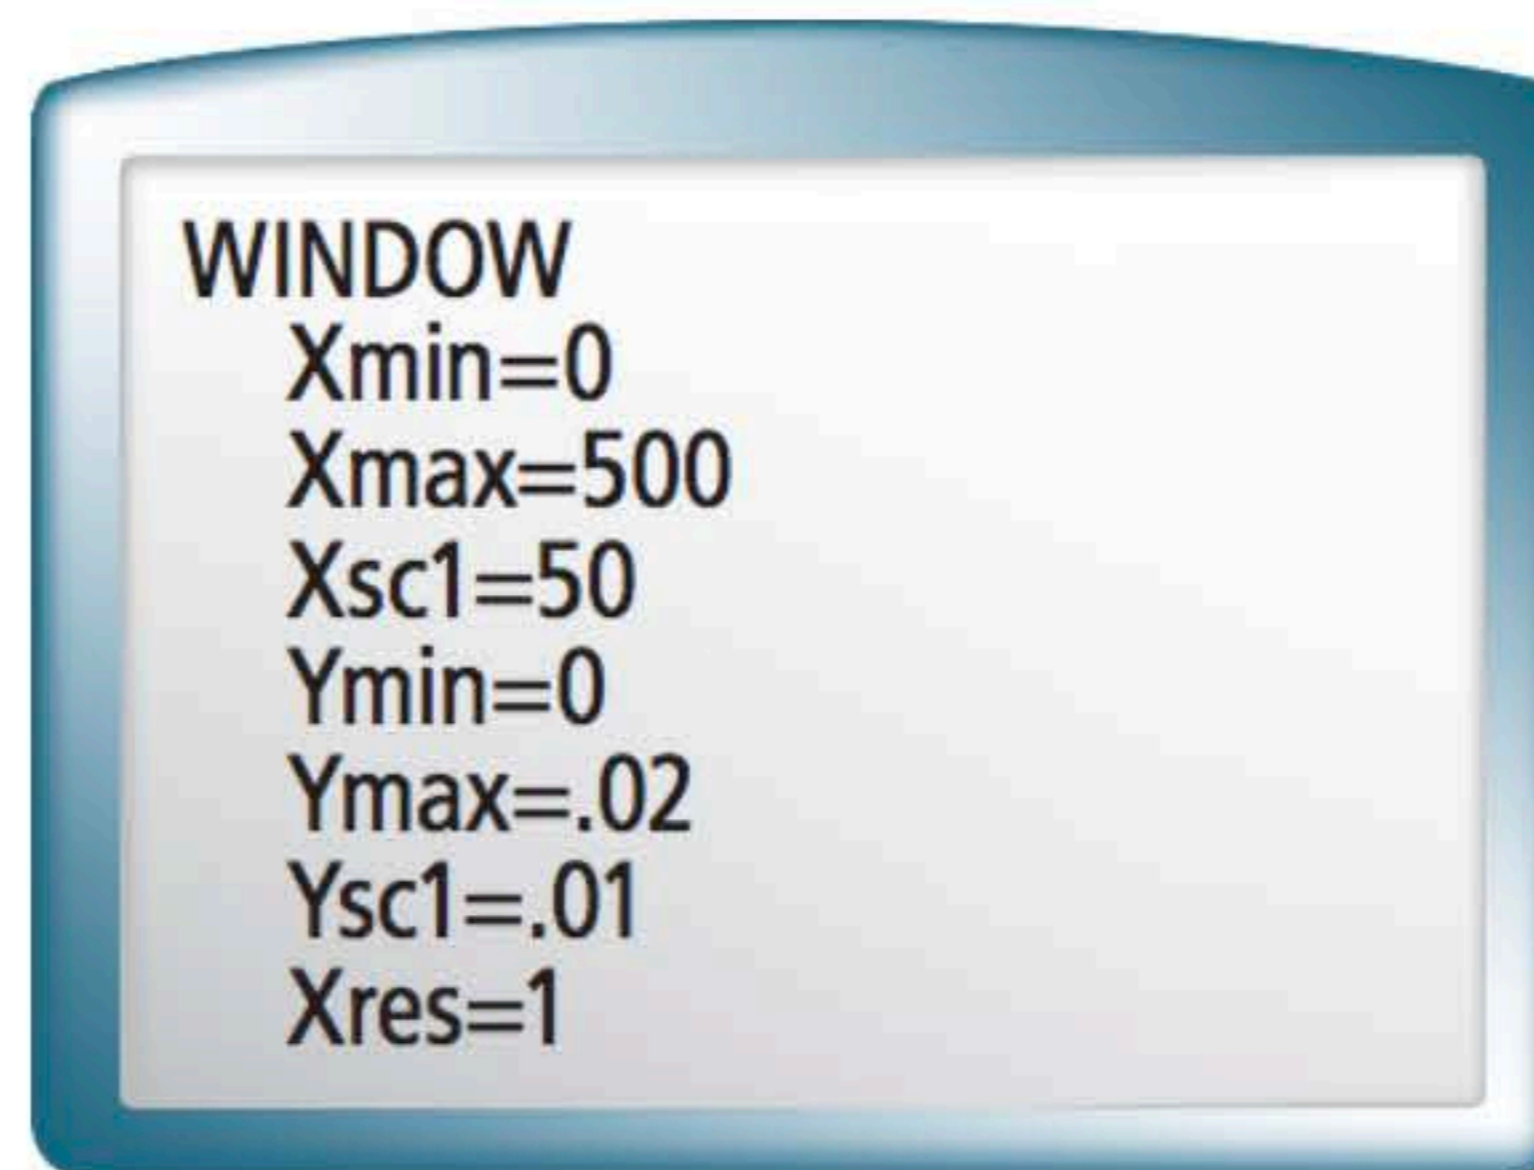 WINDOW
Xmin=0
Xmax=500
Xsc1=50
Ymin=0
Ymax=.02
Ysc1=.01
Xres=1